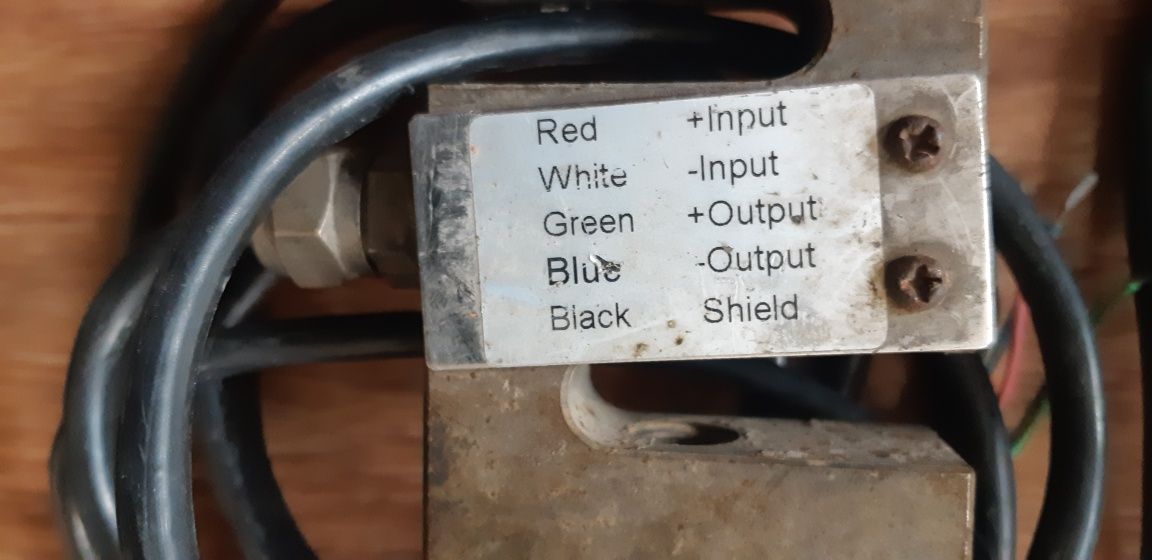 Red +Input
White -Input
Green +Output
Blue -Output
Black Shield